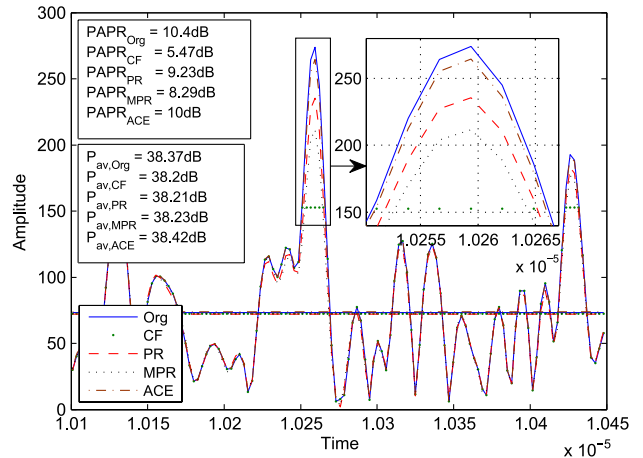 PAPR_Org = 10.4dB
PAPR_CF = 5.47dB
PAPR_PR = 9.23dB
PAPR_MPR = 8.29dB
PAPR_ACE = 10dB
P_av,Org = 38.37dB
P_av,CF = 38.2dB
P_av,PR = 38.21dB
P_av,MPR = 38.23dB
P_av,ACE = 38.42dB
300
250
200
150
100
50
0
Amplitude
250
200
150
1.0255 1.026 1.0265
x 10^-5
Org
CF
PR
MPR
ACE
1.01 1.015 1.02 1.025 1.03 1.035 1.04 1.045
Time
x 10^-5